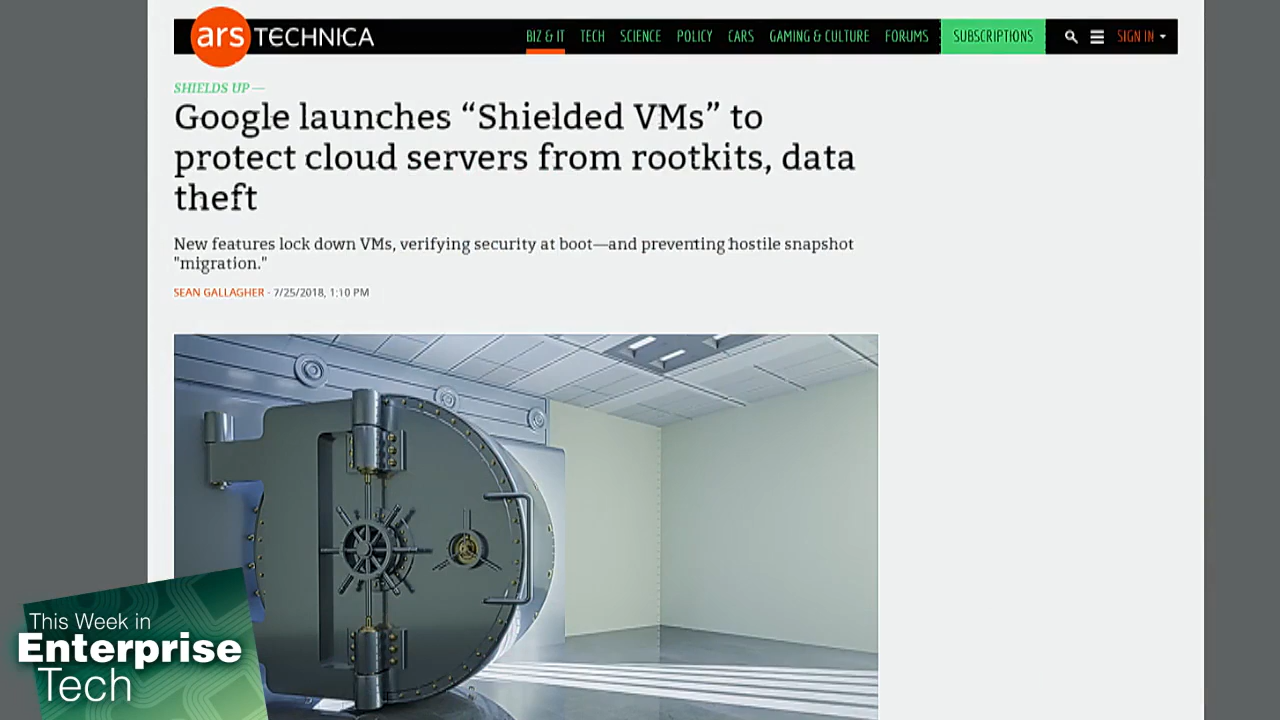 ars TECHNICA
BIZ & IT TECH SCIENCE POLICY CARS GAMING & CULTURE FORUMS SUBSCRIPTIONS SIGN IN
SHIELDS UP —
Google launches “Shielded VMs” to
protect cloud servers from rootkits, data
theft
New features lock down VMs, verifying security at boot—and preventing hostile snapshot
"migration."
SEAN GALLAGHER - 7/25/2018, 1:10 PM
This Week in
Enterprise
Tech